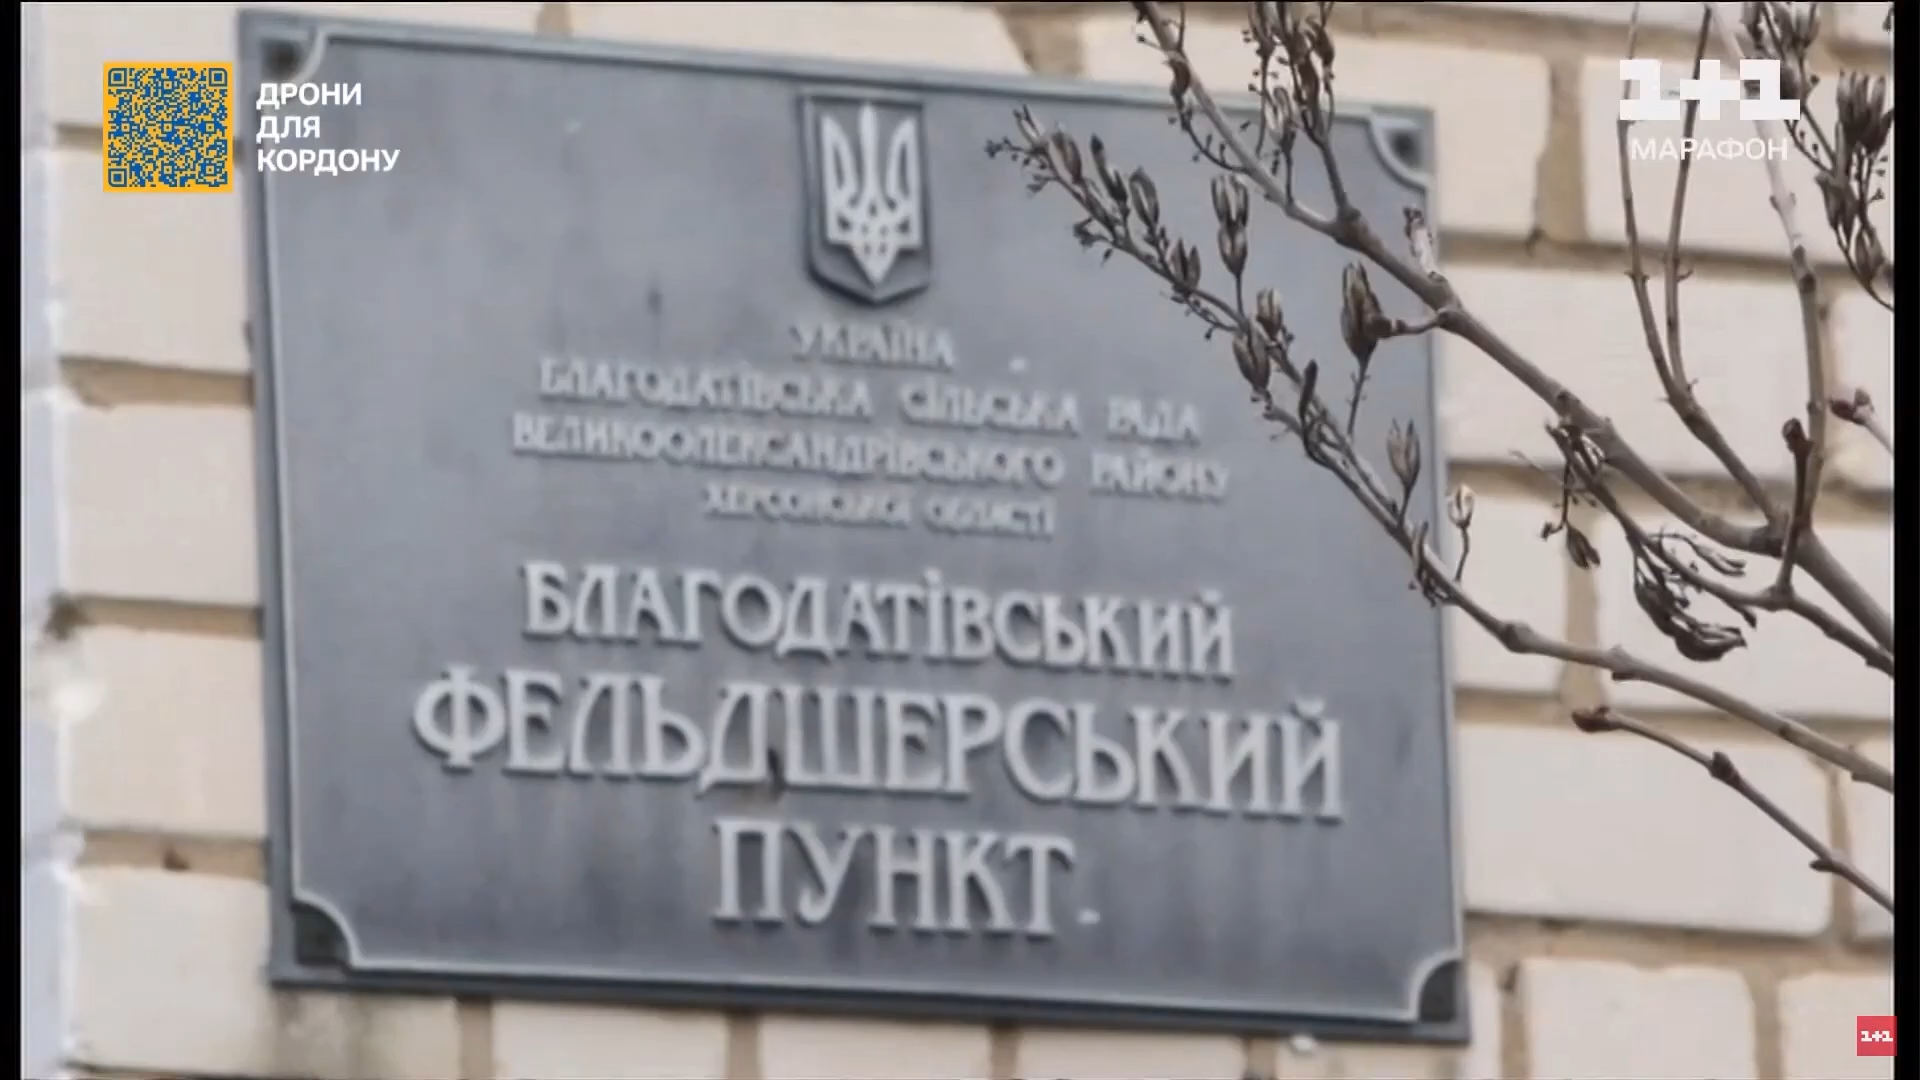 ДРОНИ
ДЛЯ
КОРДОНУ
1+1
МАРАФОН
УКРАЇНА
БЛАГОДАТІВСЬКА СІЛЬСЬКА РАДА
ВЕЛИКООЛЕКСАНДРІВСЬКОГО РАЙОНУ
ХЕРСОНСЬКОЇ ОБЛАСТІ
БЛАГОДАТІВСЬКИЙ
ФЕЛЬДШЕРСЬКИЙ
ПУНКТ
1+1